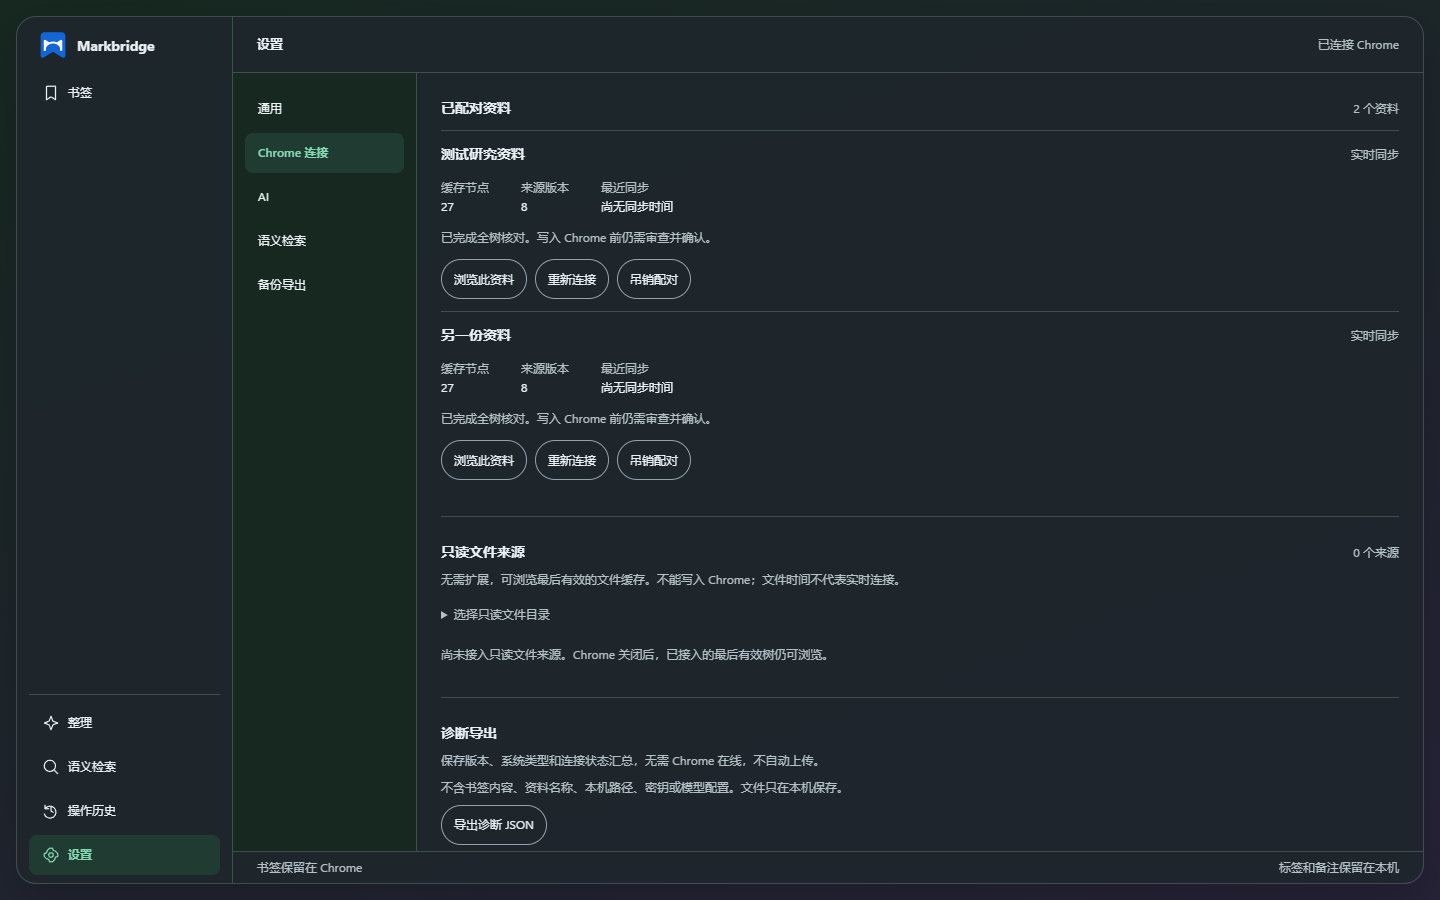 Markbridge
书签
整理
语义检索
操作历史
设置
设置
已连接 Chrome
通用
Chrome 连接
AI
语义检索
备份导出
已配对资料
2 个资料
测试研究资料
实时同步
缓存节点 来源版本 最近同步
27 8 尚无同步时间
已完成全树核对。写入 Chrome 前仍需审查并确认。
浏览此资料 重新连接 吊销配对
另一份资料
实时同步
缓存节点 来源版本 最近同步
27 8 尚无同步时间
已完成全树核对。写入 Chrome 前仍需审查并确认。
浏览此资料 重新连接 吊销配对
只读文件来源
0 个来源
无需扩展，可浏览最后有效的文件缓存。不能写入 Chrome；文件时间不代表实时连接。
选择只读文件目录
尚未接入只读文件来源。Chrome 关闭后，已接入的最后有效树仍可浏览。
诊断导出
保存版本、系统类型和连接状态汇总，无需 Chrome 在线，不自动上传。
不含书签内容、资料名称、本机路径、密钥或模型配置。文件只在本机保存。
导出诊断 JSON
书签保留在 Chrome
标签和备注保留在本机